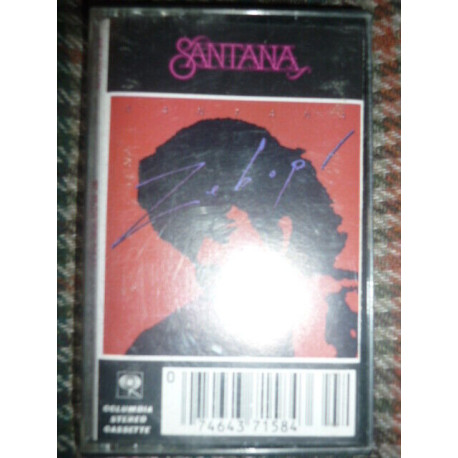 SANTANA
Zebop!
COLUMBIA
STEREO
CASSETTE
0
74643 71584